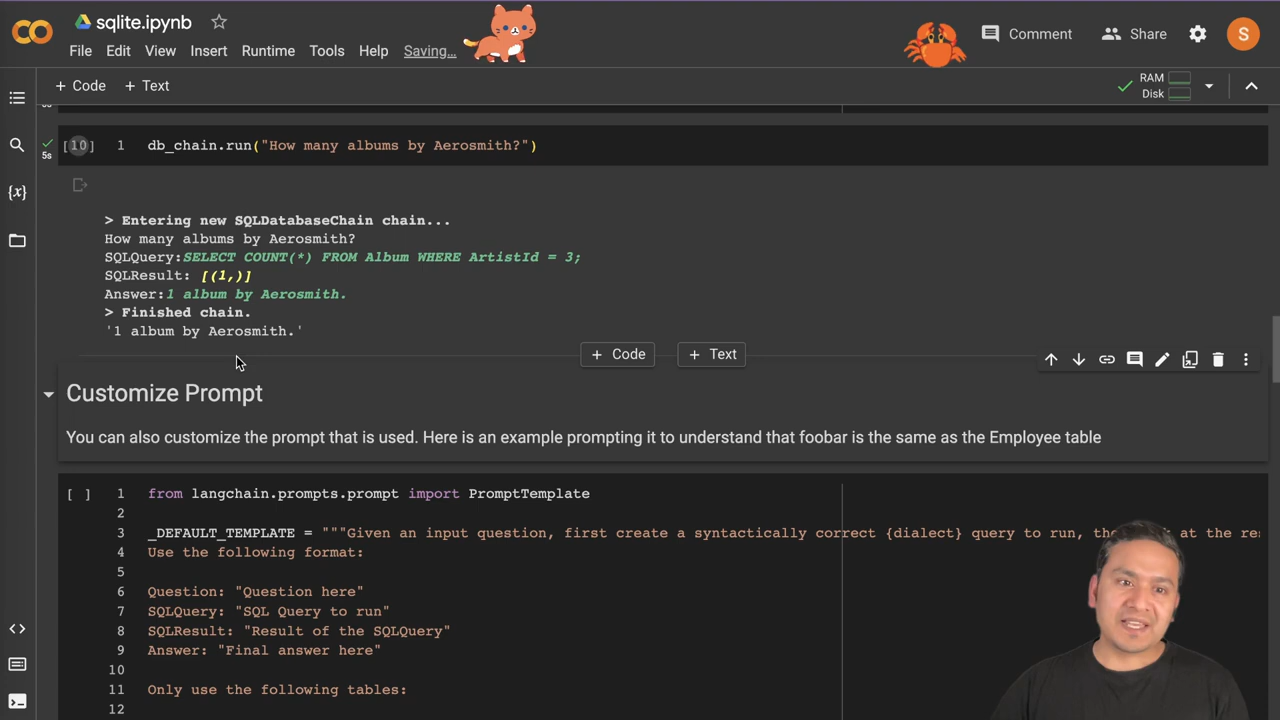 sqlite.ipynb
File Edit View Insert Runtime Tools Help Saving...
Comment Share S
+ Code + Text
RAM
Disk
[10] 1 db_chain.run("How many albums by Aerosmith?")
5s
> Entering new SQLDatabaseChain chain...
How many albums by Aerosmith?
SQLQuery:SELECT COUNT(*) FROM Album WHERE ArtistId = 3;
SQLResult: [(1,)]
Answer:1 album by Aerosmith.
> Finished chain.
'1 album by Aerosmith.'
+ Code + Text
Customize Prompt
You can also customize the prompt that is used. Here is an example prompting it to understand that foobar is the same as the Employee table
[ ] 1 from langchain.prompts.prompt import PromptTemplate
2
3 _DEFAULT_TEMPLATE = """Given an input question, first create a syntactically correct {dialect} query to run, at the
4 Use the following format:
5
6 Question: "Question here"
7 SQLQuery: "SQL Query to run"
8 SQLResult: "Result of the SQLQuery"
9 Answer: "Final answer here"
10
11 Only use the following tables:
12